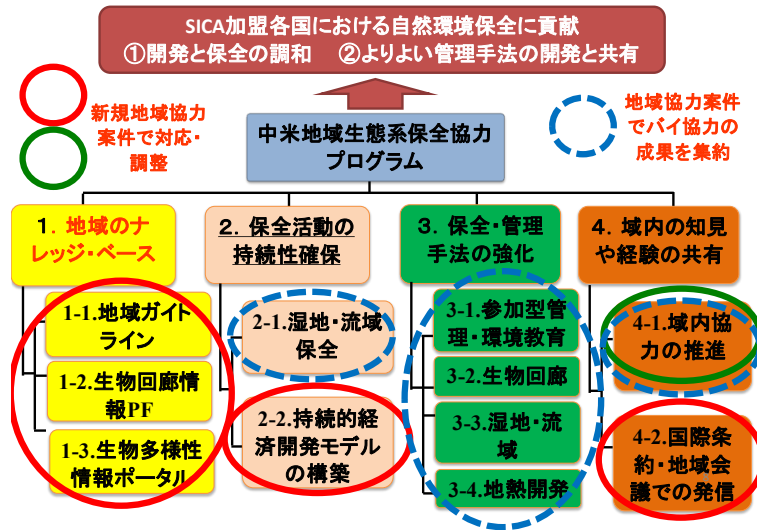 SICA加盟各国における自然環境保全に貢献
①開発と保全の調和　②よりよい管理手法の開発と共有
新規地域協力
案件で対応・
調整
中米地域生態系保全協力
プログラム
地域協力案件
でバイ協力の
成果を集約
1．地域のナ
レッジ・ベース
2．保全活動の
持続性確保
3．保全・管理
手法の強化
4．域内の知見
や経験の共有
1-1.地域ガイド
ライン
1-2.生物回廊情
報PF
1-3.生物多様性
情報ポータル
2-1.湿地・流域
保全
2-2.持続的経
済開発モデル
の構築
3-1.参加型管
理・環境教育
3-2.生物回廊
3-3.湿地・流
域
3-4.地熱開発
4-1.域内協
力の推進
4-2.国際条
約・地域会
議での発信